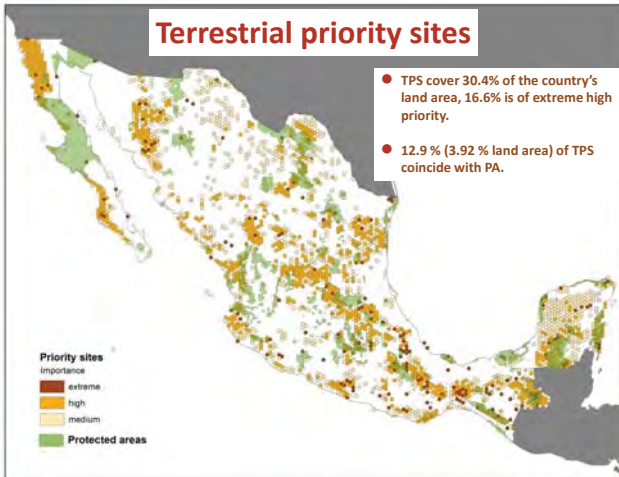 Terrestrial priority sites
● TPS cover 30.4% of the country's
land area, 16.6% is of extreme high
priority.
● 12.9 % (3.92 % land area) of TPS
coincide with PA.
Priority sites
Importance
extreme
high
medium
Protected areas